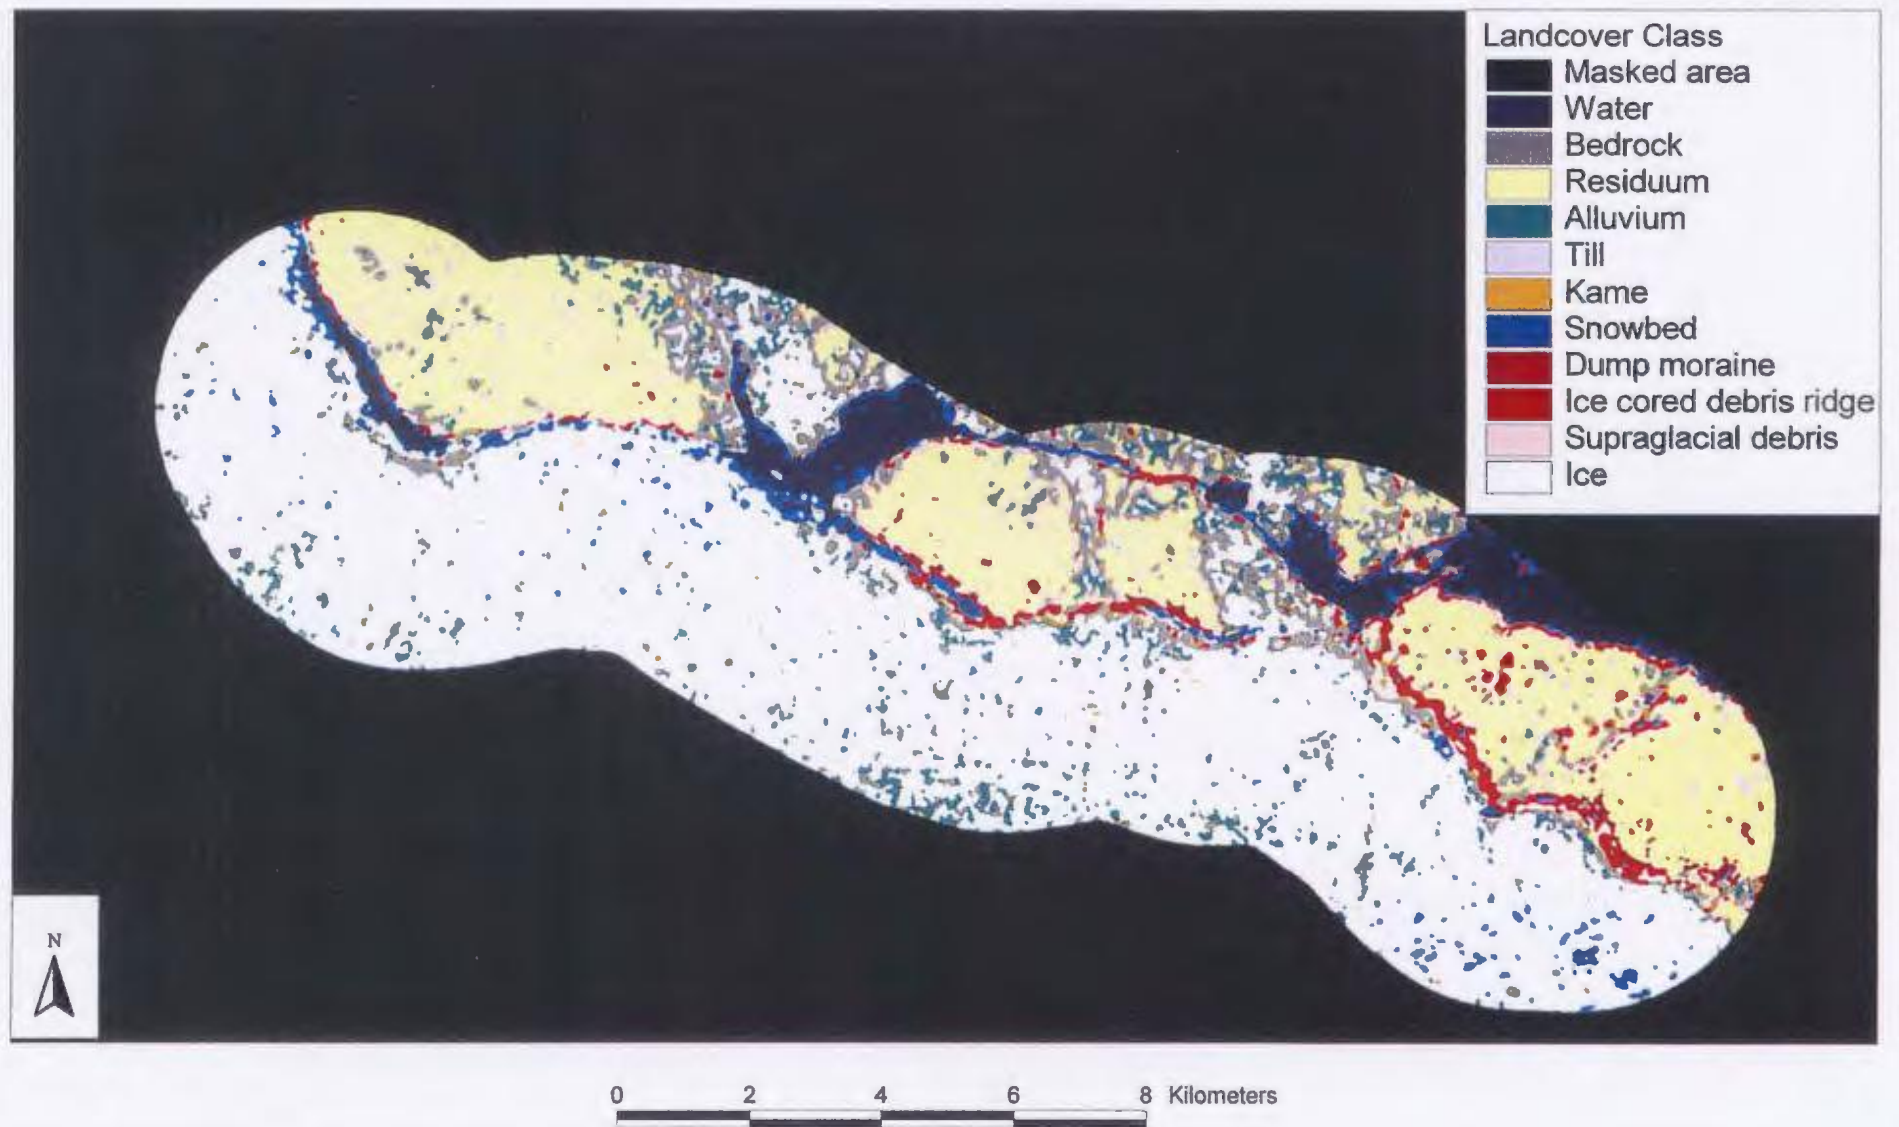 Landcover Class
Masked area
Water
Bedrock
Residuum
Alluvium
Till
Kame
Snowbed
Dump moraine
Ice cored debris ridge
Supraglacial debris
Ice
N
0 2 4 6 8 Kilometers